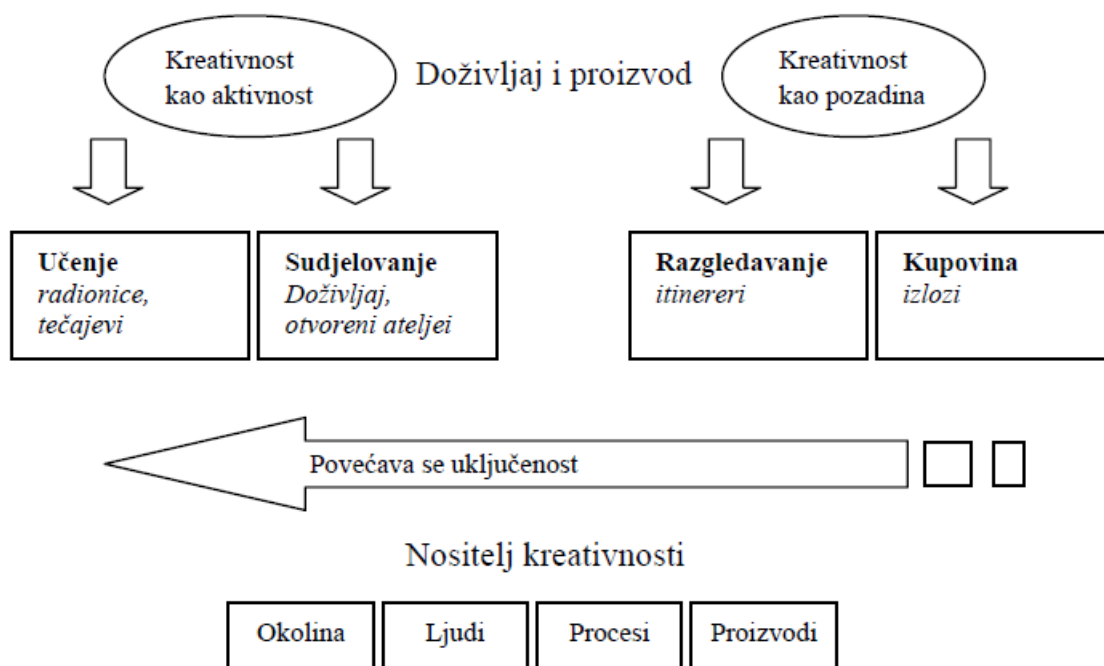 Kreativnost
kao aktivnost
Doživljaj i proizvod
Kreativnost
kao pozadina
Učenje
radionice,
tečajevi
Sudjelovanje
Doživljaj,
otvoreni ateljei
Razgledavanje
itinereri
Kupovina
izlozi
Povećava se uključenost
Nositelj kreativnosti
Okolina
Ljudi
Procesi
Proizvodi